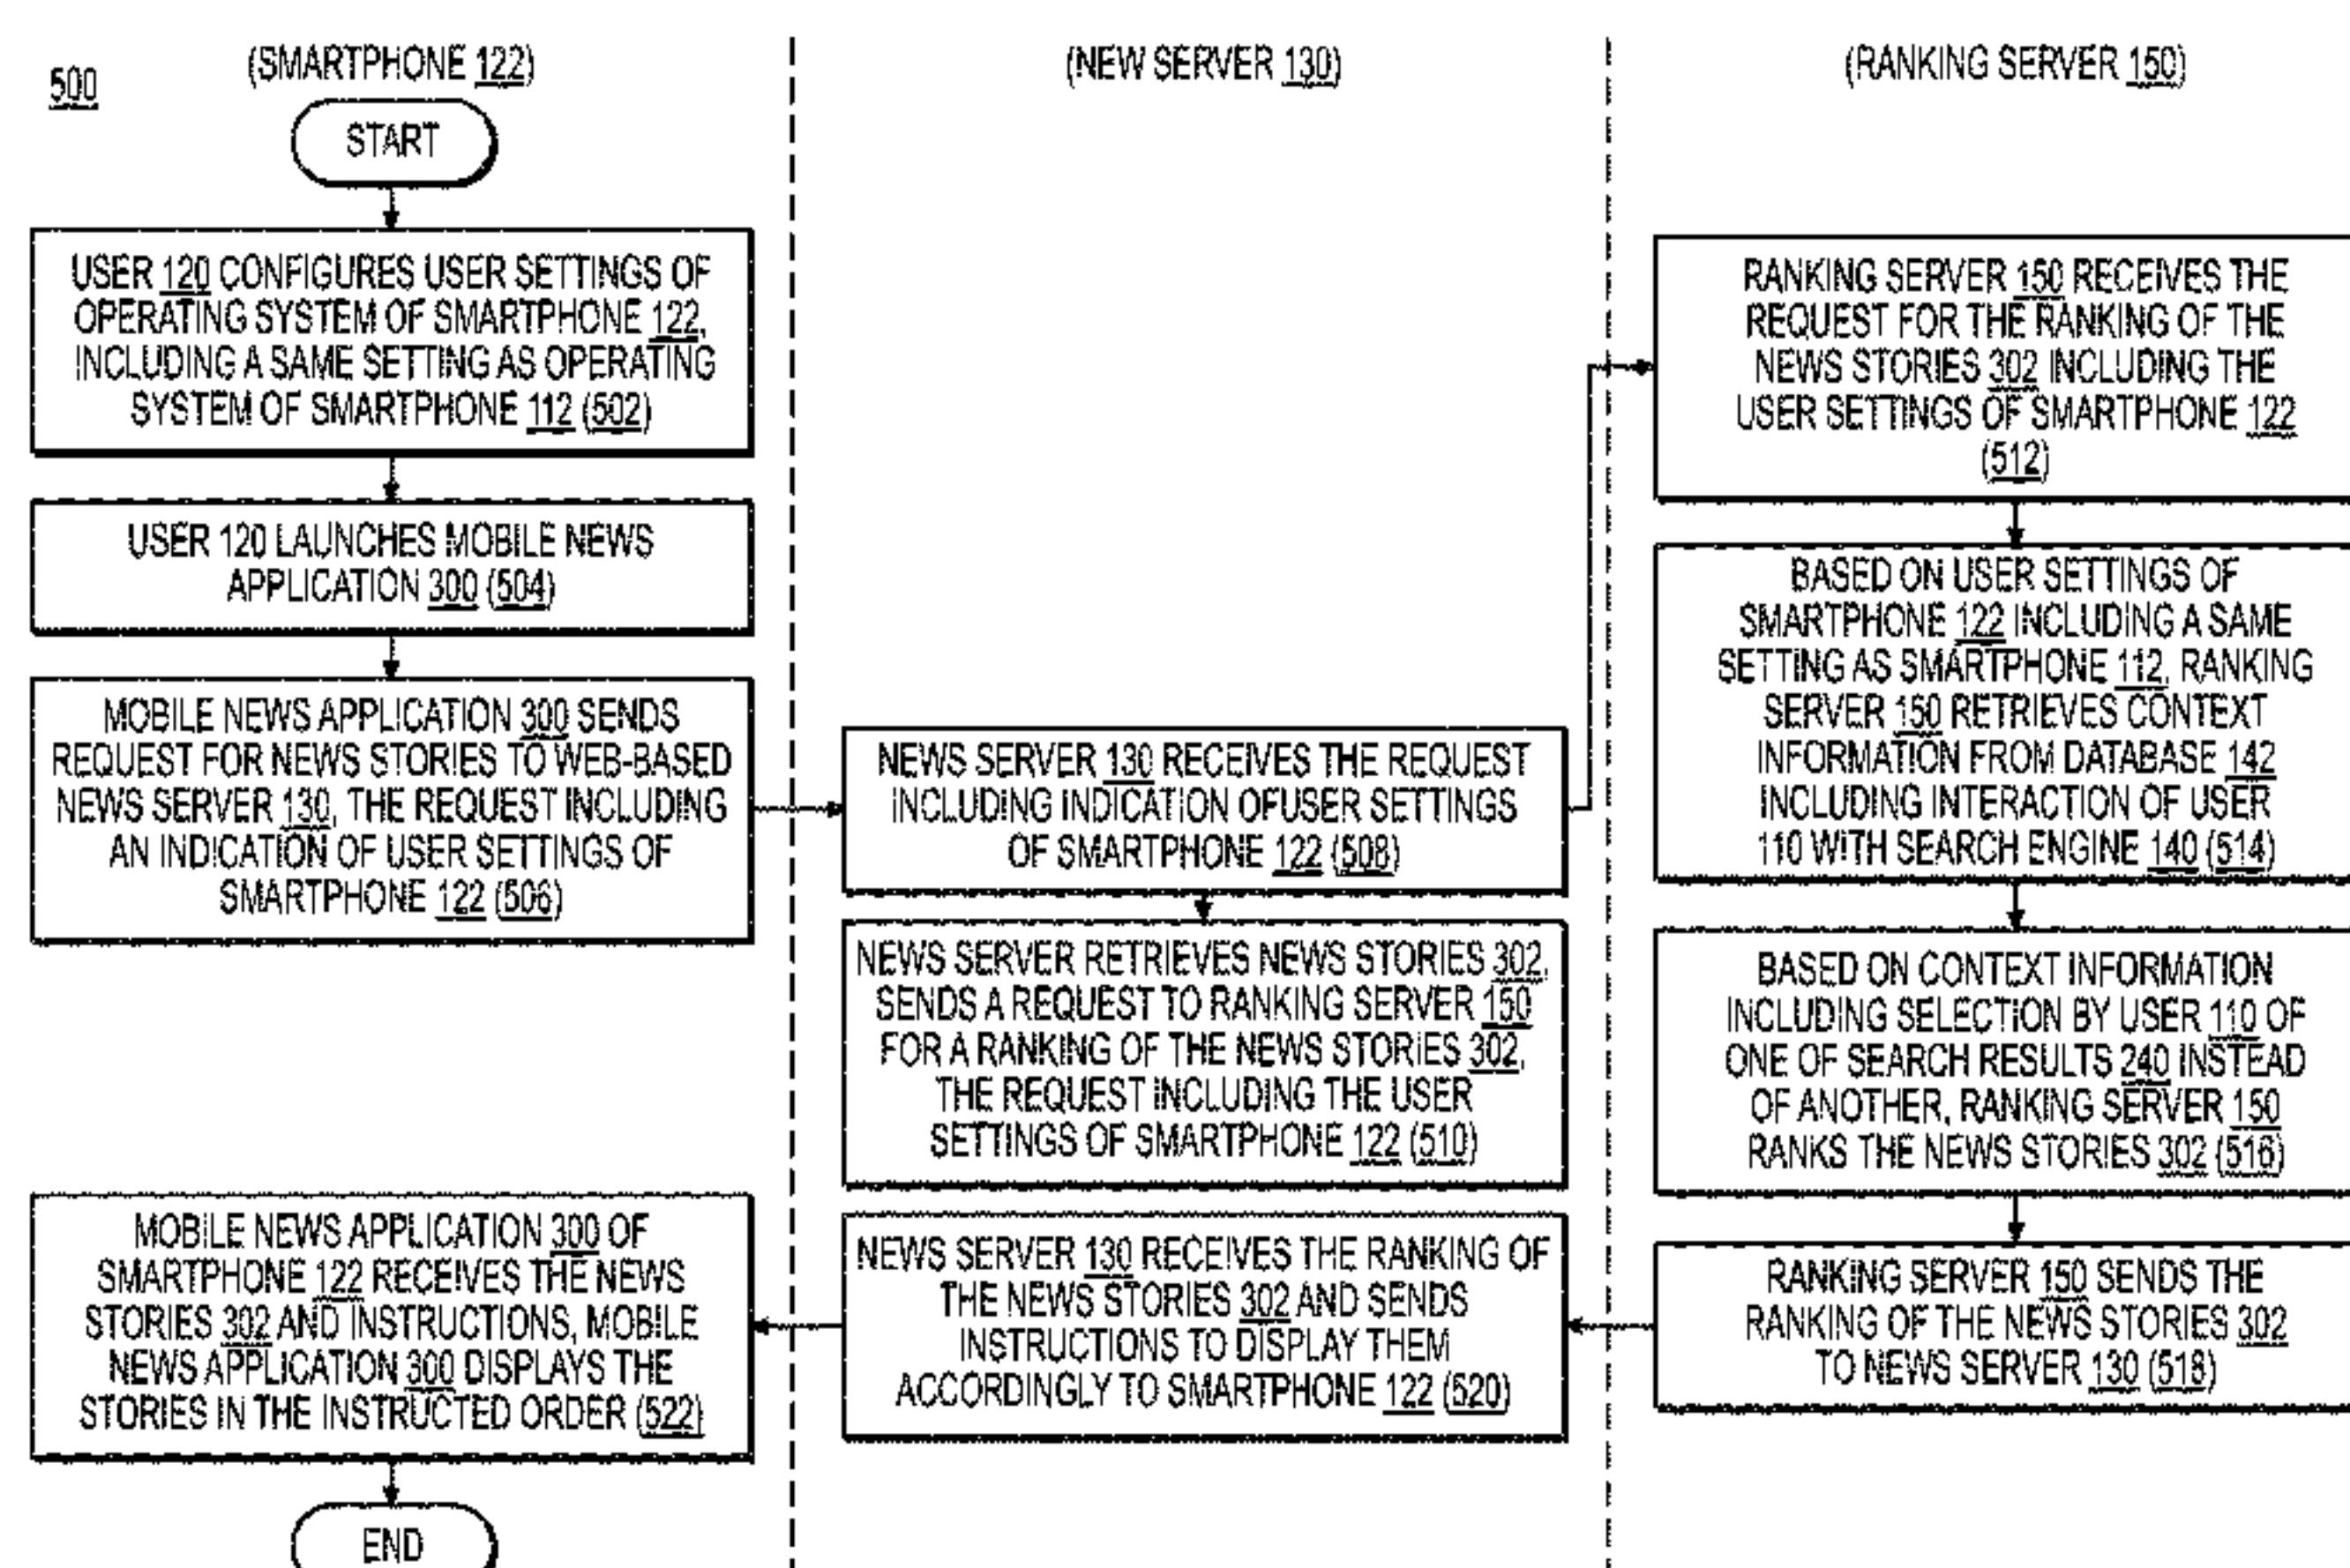 500
(SMARTPHONE 122)
START
USER 120 CONFIGURES USER SETTINGS OF
OPERATING SYSTEM OF SMARTPHONE 122,
INCLUDING A SAME SETTING AS OPERATING
SYSTEM OF SMARTPHONE 112 (502)
USER 120 LAUNCHES MOBILE NEWS
APPLICATION 300 (504)
MOBILE NEWS APPLICATION 300 SENDS
REQUEST FOR NEWS STORIES TO WEB-BASED
NEWS SERVER 130, THE REQUEST INCLUDING
AN INDICATION OF USER SETTINGS OF
SMARTPHONE 122 (506)
(NEW SERVER 130)
NEWS SERVER 130 RECEIVES THE REQUEST
INCLUDING INDICATION OFUSER SETTINGS
OF SMARTPHONE 122 (508)
NEWS SERVER RETRIEVES NEWS STORIES 302,
SENDS A REQUEST TO RANKING SERVER 150
FOR A RANKING OF THE NEWS STORIES 302,
THE REQUEST INCLUDING THE USER
SETTINGS OF SMARTPHONE 122 (510)
(RANKING SERVER 150)
RANKING SERVER 150 RECEIVES THE
REQUEST FOR THE RANKING OF THE
NEWS STORIES 302 INCLUDING THE
USER SETTINGS OF SMARTPHONE 122
(512)
BASED ON USER SETTINGS OF
SMARTPHONE 122 INCLUDING A SAME
SETTING AS SMARTPHONE 112, RANKING
SERVER 150 RETRIEVES CONTEXT
INFORMATION FROM DATABASE 142
INCLUDING INTERACTION OF USER
110 WITH SEARCH ENGINE 140 (514)
BASED ON CONTEXT INFORMATION
INCLUDING SELECTION BY USER 110 OF
ONE OF SEARCH RESULTS 240 INSTEAD
OF ANOTHER, RANKING SERVER 150
RANKS THE NEWS STORIES 302 (516)
RANKING SERVER 150 SENDS THE
RANKING OF THE NEWS STORIES 302
TO NEWS SERVER 130 (518)
NEWS SERVER 130 RECEIVES THE RANKING OF
THE NEWS STORIES 302 AND SENDS
INSTRUCTIONS TO DISPLAY THEM
ACCORDINGLY TO SMARTPHONE 122 (520)
MOBILE NEWS APPLICATION 300 OF
SMARTPHONE 122 RECEIVES THE NEWS
STORIES 302 AND INSTRUCTIONS, MOBILE
NEWS APPLICATION 300 DISPLAYS THE
STORIES IN THE INSTRUCTED ORDER (522)
END